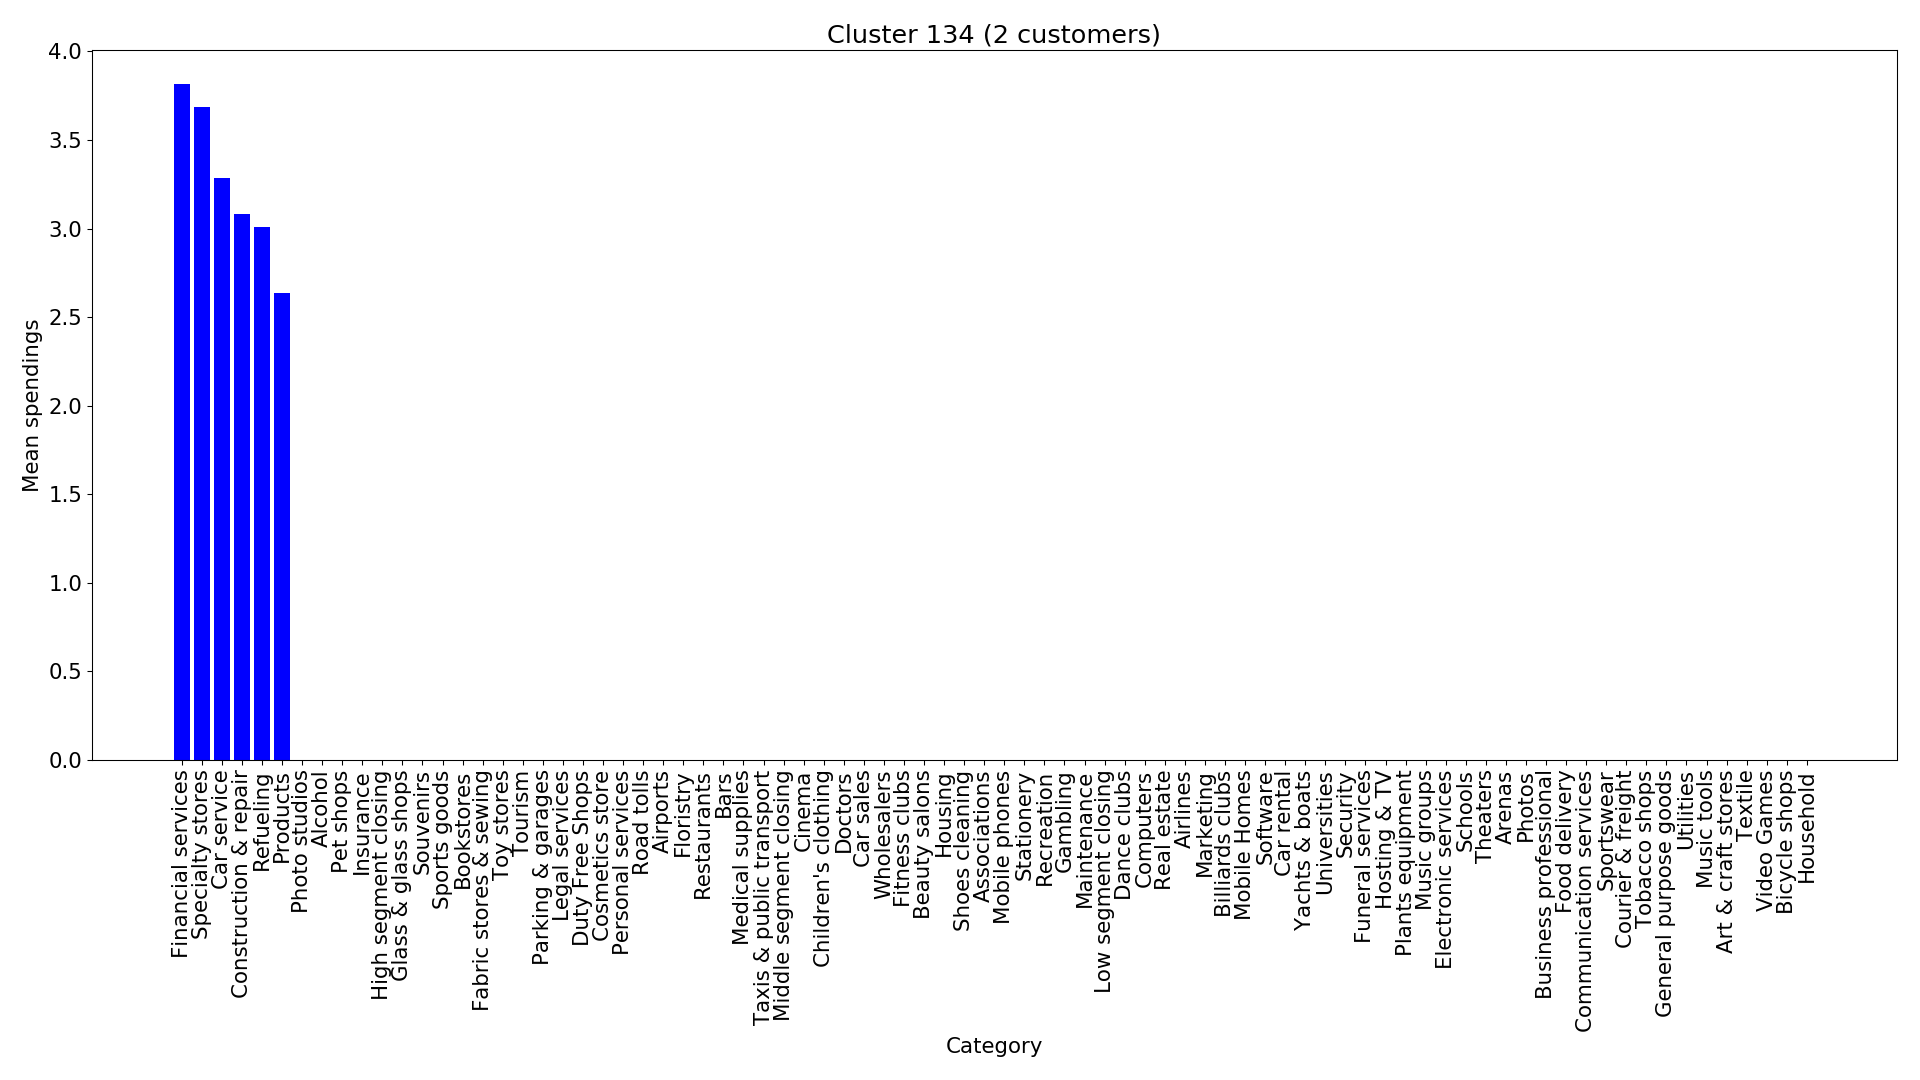 Cluster 134 (2 customers)
4.0
3.5
3.0
2.5
2.0
1.5
1.0
0.5
0.0
Mean spendings
Financial services
Specialty stores
Car service
Construction & repair
Refueling
Products
Photo studios
Alcohol
Pet shops
Insurance
High segment closing
Glass & glass shops
Souvenirs
Sports goods
Bookstores
Fabric stores & sewing
Toy stores
Tourism
Parking & garages
Legal services
Duty Free Shops
Cosmetics store
Personal services
Road tolls
Airports
Floristry
Restaurants
Bars
Medical supplies
Taxis & public transport
Middle segment closing
Cinema
Children's clothing
Doctors
Car sales
Wholesalers
Fitness clubs
Beauty salons
Housing
Shoes cleaning
Associations
Mobile phones
Stationery
Recreation
Gambling
Maintenance
Low segment closing
Dance clubs
Computers
Real estate
Airlines
Marketing
Billiards clubs
Mobile Homes
Software
Car rental
Yachts & boats
Universities
Security
Funeral services
Hosting & TV
Plants equipment
Music groups
Electronic services
Schools
Theaters
Arenas
Photos
Business professional
Food delivery
Communication services
Sportswear
Courier & freight
Tobacco shops
General purpose goods
Utilities
Music tools
Art & craft stores
Textile
Video Games
Bicycle shops
Household
Category